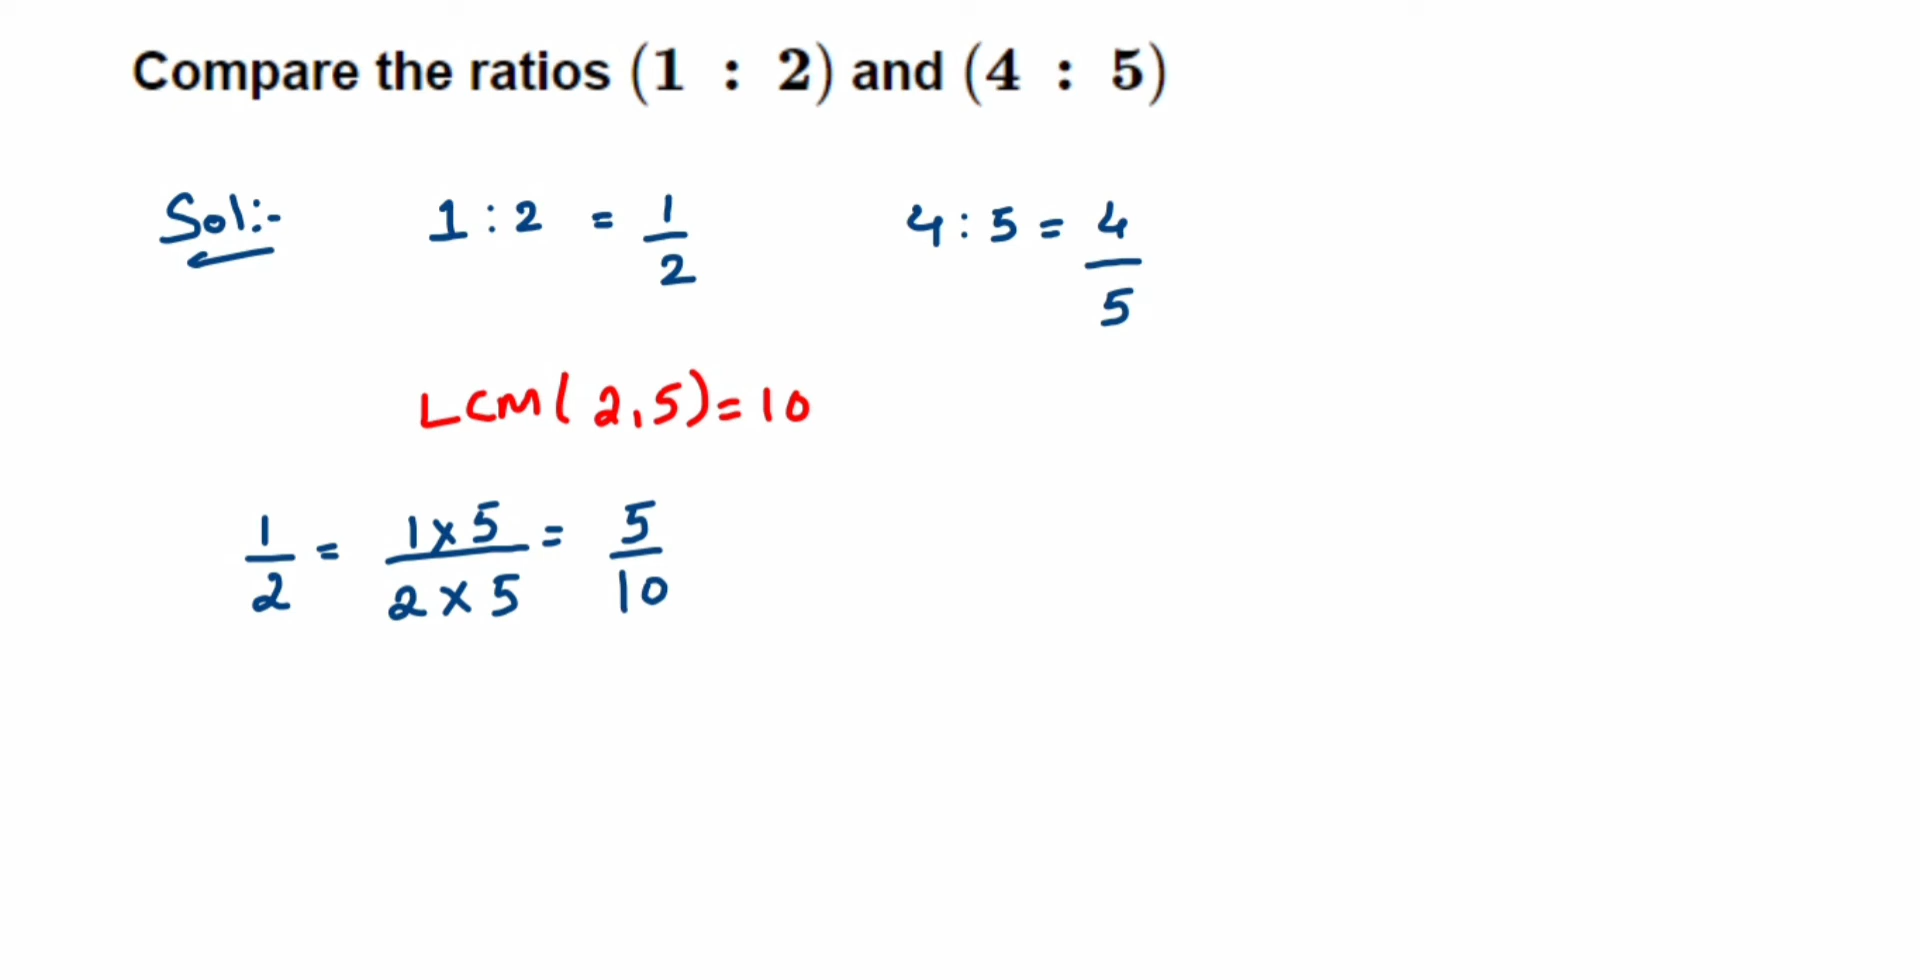 Compare the ratios (1 : 2) and (4 : 5)
Sol:- 1 : 2 = 1/2 4 : 5 = 4/5
LCM( 2, 5) = 10
1/2 = 1 x 5/2 x 5 = 5/10